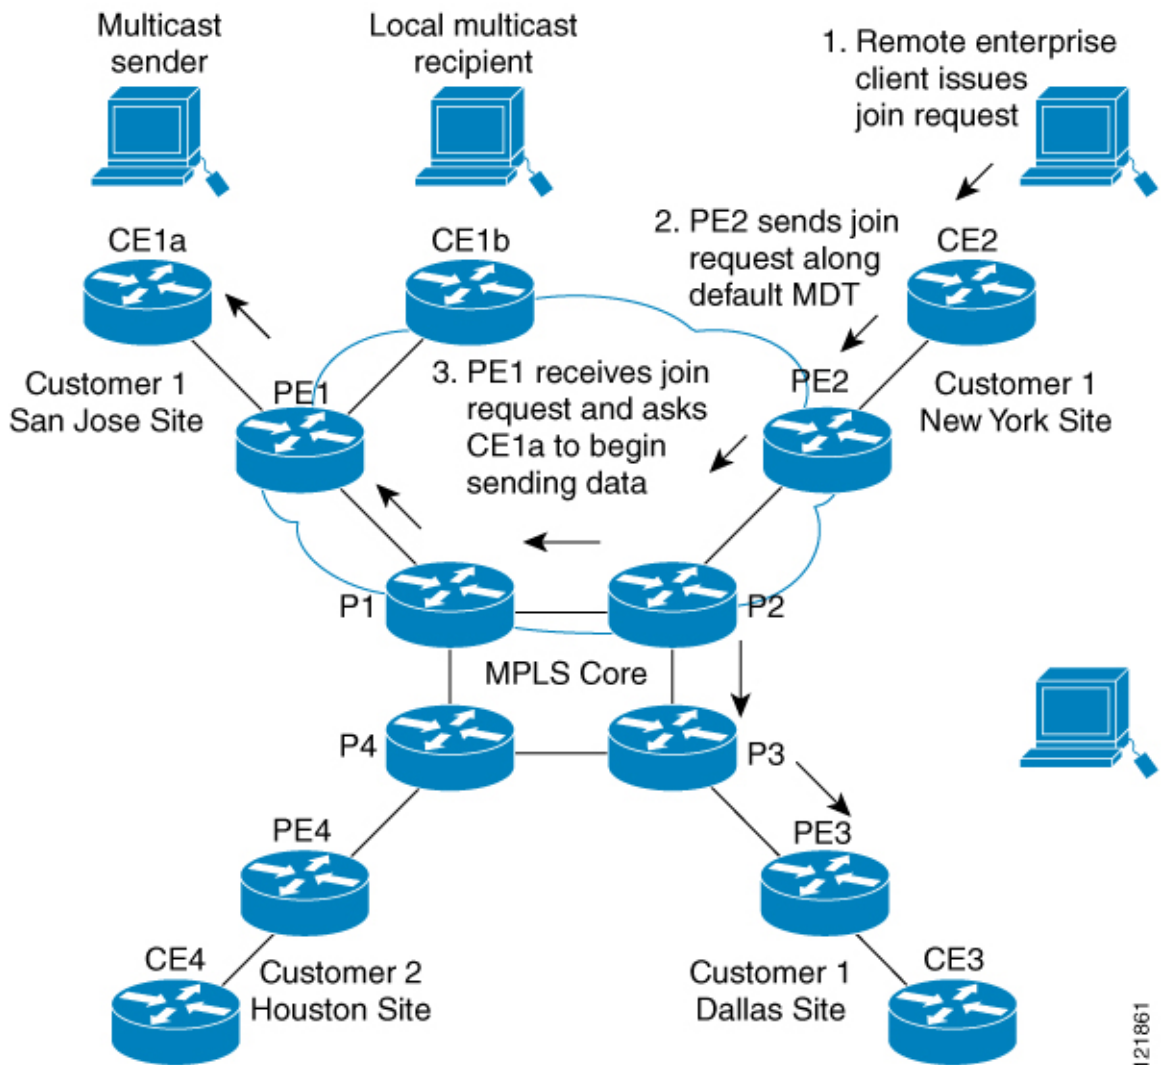 Multicast
sender
Local multicast
recipient
1. Remote enterprise
client issues
join request
CE1a
CE1b
2. PE2 sends join
request along
default MDT
CE2
Customer 1
San Jose Site
PE1
3. PE1 receives join
request and asks
CE1a to begin
sending data
PE2
Customer 1
New York Site
P1
P2
MPLS Core
P4
P3
PE4
PE3
CE4
Customer 2
Houston Site
Customer 1
Dallas Site
CE3
121861